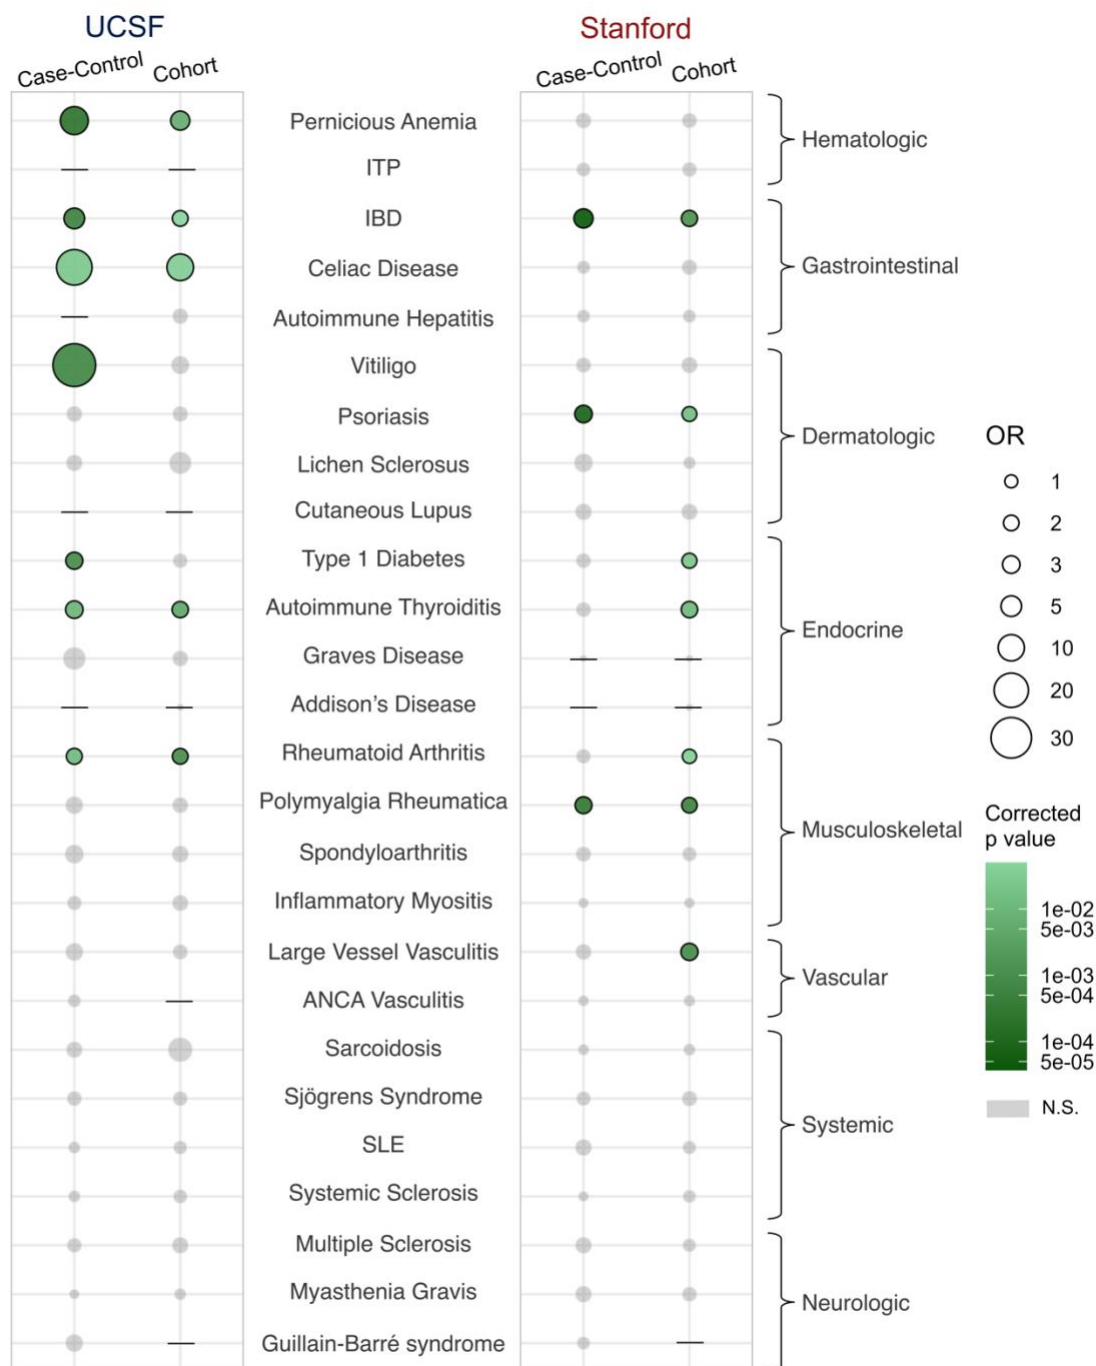 UCSF
Stanford
Case-Control
Cohort
Case-Control
Cohort
Pernicious Anemia
ITP
IBD
Celiac Disease
Autoimmune Hepatitis
Vitiligo
Psoriasis
Lichen Sclerosus
Cutaneous Lupus
Type 1 Diabetes
Autoimmune Thyroiditis
Graves Disease
Addison's Disease
Rheumatoid Arthritis
Polymyalgia Rheumatica
Spondyloarthritis
Inflammatory Myositis
Large Vessel Vasculitis
ANCA Vasculitis
Sarcoidosis
Sjögrens Syndrome
SLE
Systemic Sclerosis
Multiple Sclerosis
Myasthenia Gravis
Guillain-Barré syndrome
Hematologic
Gastrointestinal
Dermatologic
Endocrine
Musculoskeletal
Vascular
Systemic
Neurologic
OR
1
2
3
5
10
20
30
Corrected
p value
1e-02
5e-03
1e-03
5e-04
1e-04
5e-05
N.S.